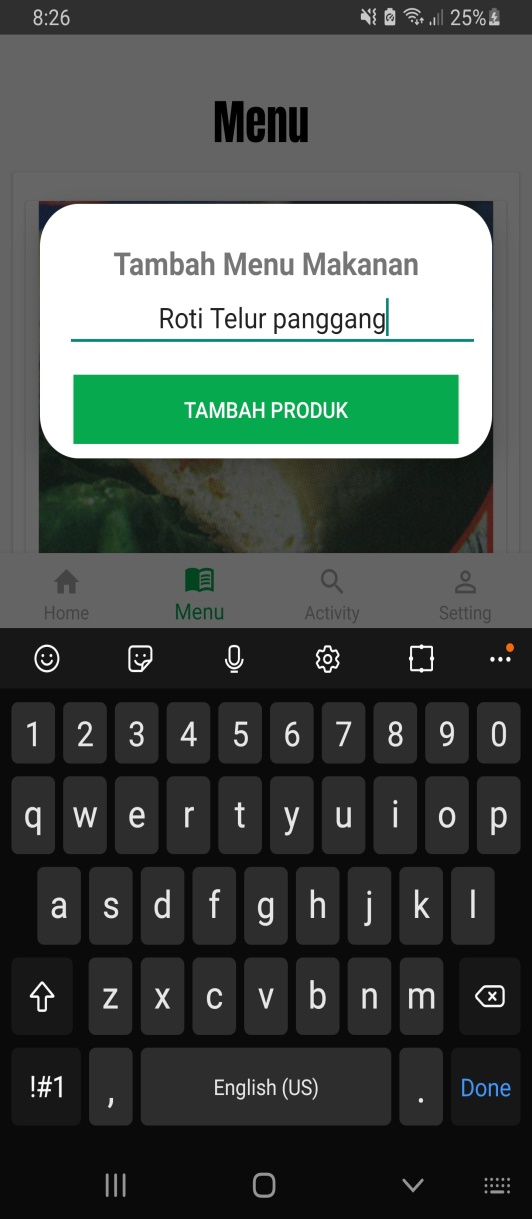 8:26 25%
Menu
Tambah Menu Makanan
Roti Telur panggang
TAMBAH PRODUK
Home Menu Activity Setting
1 2 3 4 5 6 7 8 9 0
q w e r t y u i o p
a s d f g h j k l
z x c v b n m
!#1 , English (US) . Done